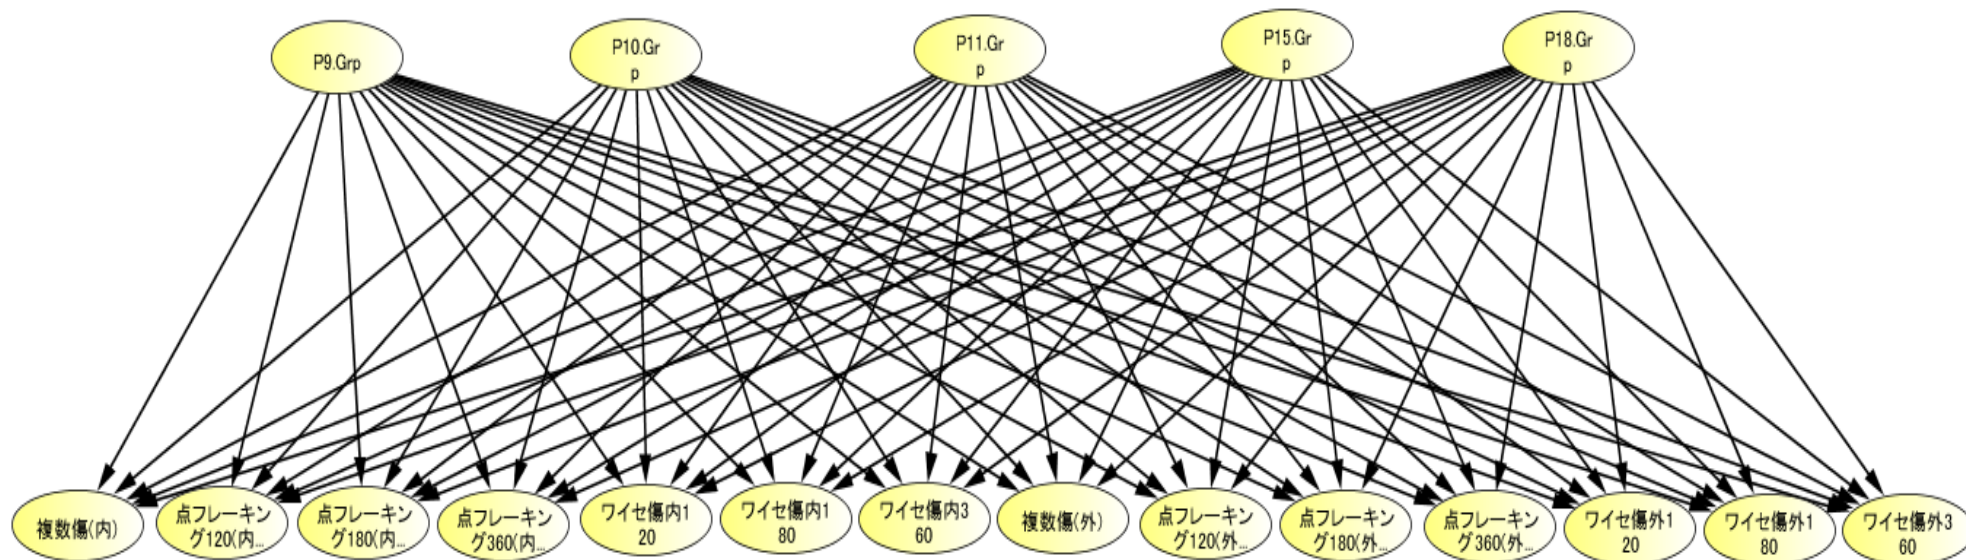 P9.Grp
P10.Gr
p
P11.Gr
p
P15.Gr
p
P18.Gr
p
複数傷(内)
点フレーキン
グ120(内...
点フレーキン
グ180(内...
点フレーキン
グ360(内...
ワイセ傷内1
20
ワイセ傷内1
80
ワイセ傷内3
60
複数傷(外)
点フレーキン
グ120(外...
点フレーキン
グ180(外...
点フレーキン
グ360(外...
ワイセ傷外1
20
ワイセ傷外1
80
ワイセ傷外3
60